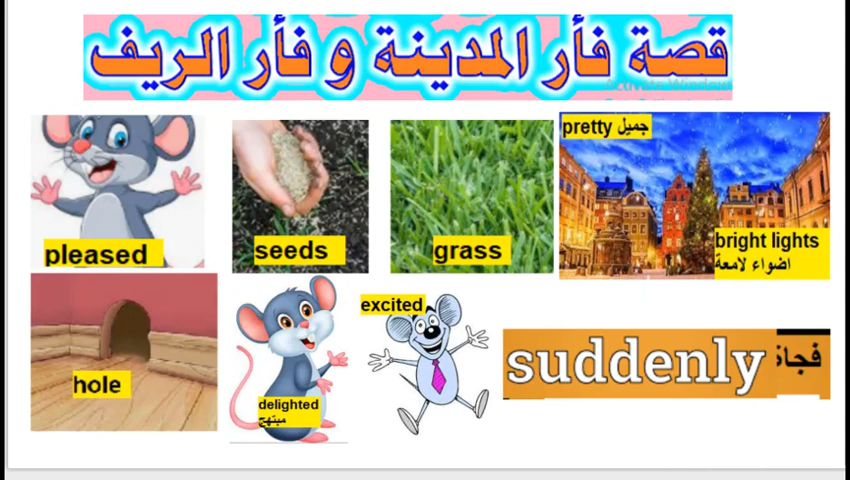 قصة فأر المدينة و فأر الريف
pretty جميل
pleased
seeds
grass
bright lights
اضواء لامعة
hole
delighted
مبتهج
excited
suddenly
فجاة